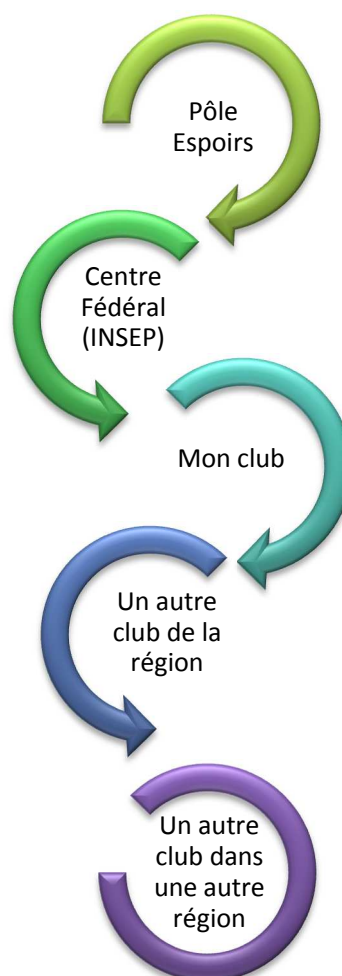 Pôle
Espoirs
Centre
Fédéral
(INSEP)
Mon club
Un autre
club de la
région
Un autre
club dans
une autre
région